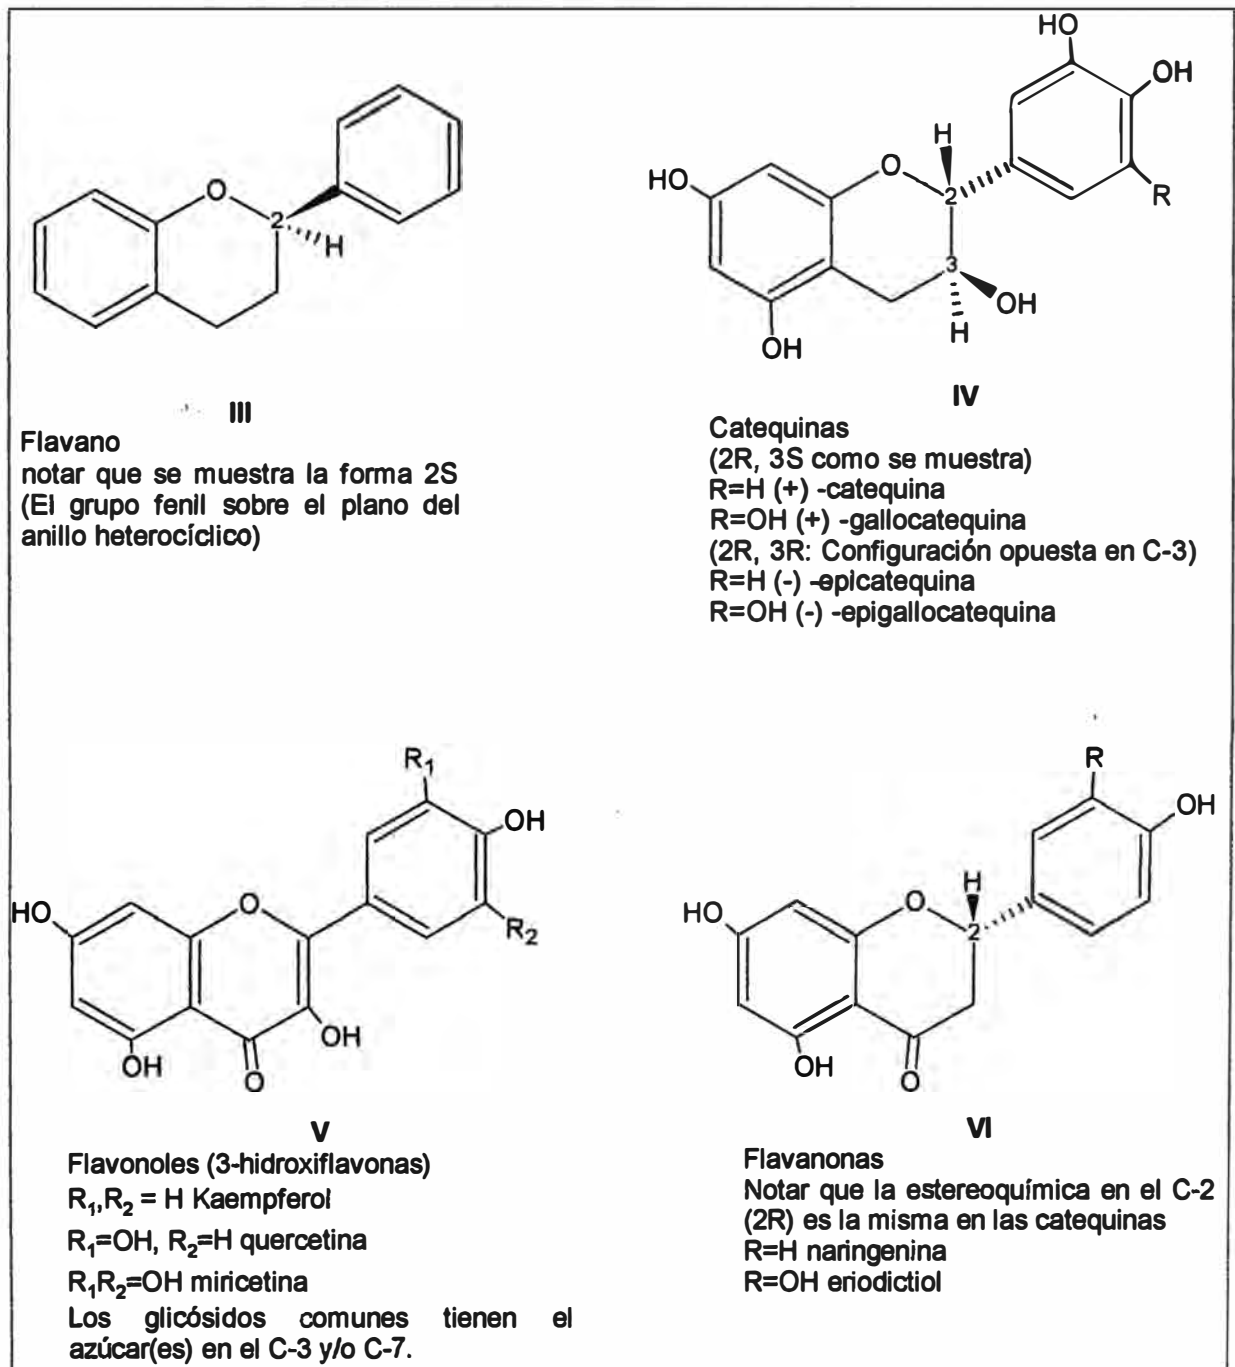 HO
OH
O
2
H
O
H
2
HO
R
3
OH
H
OH
III
Flavano
notar que se muestra la forma 2S
(El grupo fenil sobre el plano del
anillo heterocíclico)
IV
Catequinas
(2R, 3S como se muestra)
R=H (+) -catequina
R=OH (+) -gallocatequina
(2R, 3R: Configuración opuesta en C-3)
R=H (-) -epicatequina
R=OH (-) -epigallocatequina
R₁
OH
HO
O
R₂
OH
OH
O
V
Flavonoles (3-hidroxiflavonas)
R₁,R₂ = H Kaempferol
R₁=OH, R₂=H quercetina
R₁R₂=OH miricetina
Los glicósidos comunes tienen el
azúcar(es) en el C-3 y/o C-7.
R
OH
H
HO
O
2
OH
O
VI
Flavanonas
Notar que la estereoquímica en el C-2
(2R) es la misma en las catequinas
R=H naringenina
R=OH eriodictiol